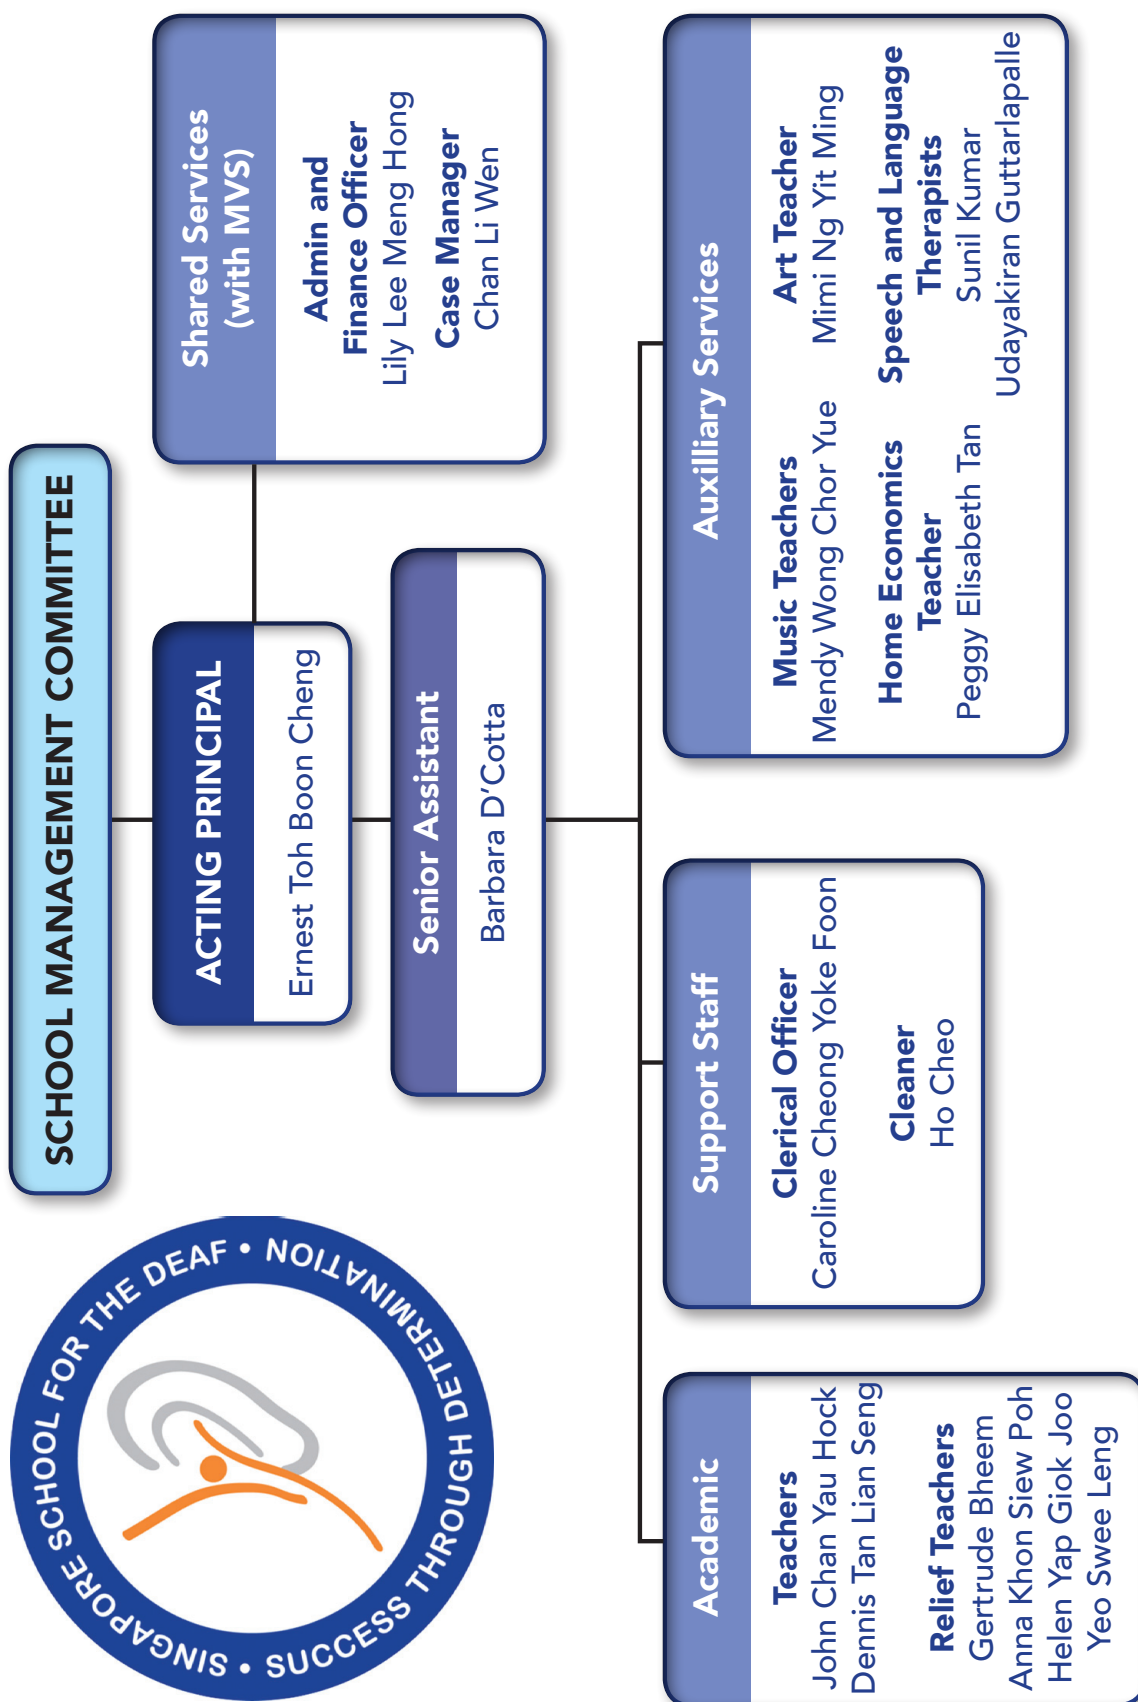 SINGAPORE SCHOOL FOR THE DEAF •
SUCCESS THROUGH DETERMINATION •
SCHOOL MANAGEMENT COMMITTEE
ACTING PRINCIPAL
Ernest Toh Boon Cheng
Shared Services
(with MVS)
Admin and
Finance Officer
Lily Lee Meng Hong
Case Manager
Chan Li Wen
Senior Assistant
Barbara D'Cotta
Academic
Teachers
John Chan Yau Hock
Dennis Tan Lian Seng
Relief Teachers
Gertrude Bheem
Anna Khon Siew Poh
Helen Yap Giok Joo
Yeo Swee Leng
Support Staff
Clerical Officer
Caroline Cheong Yoke Foon
Cleaner
Ho Cheo
Auxilliary Services
Music Teachers
Mendy Wong Chor Yue
Home Economics
Teacher
Peggy Elisabeth Tan
Art Teacher
Mimi Ng Yit Ming
Speech and Language
Therapists
Sunil Kumar
Udayakiran Guttarlapalle